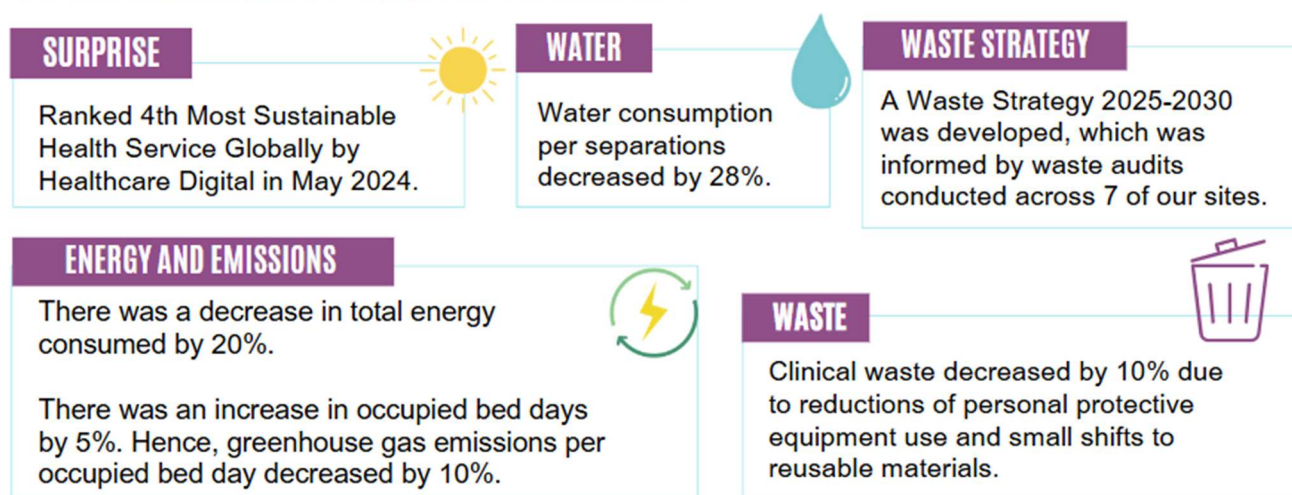 SURPRISE
Ranked 4th Most Sustainable
Health Service Globally by
Healthcare Digital in May 2024.
WATER
Water consumption
per separations
decreased by 28%.
WASTE STRATEGY
A Waste Strategy 2025-2030
was developed, which was
informed by waste audits
conducted across 7 of our sites.
ENERGY AND EMISSIONS
There was a decrease in total energy
consumed by 20%.
There was an increase in occupied bed days
by 5%. Hence, greenhouse gas emissions per
occupied bed day decreased by 10%.
WASTE
Clinical waste decreased by 10% due
to reductions of personal protective
equipment use and small shifts to
reusable materials.